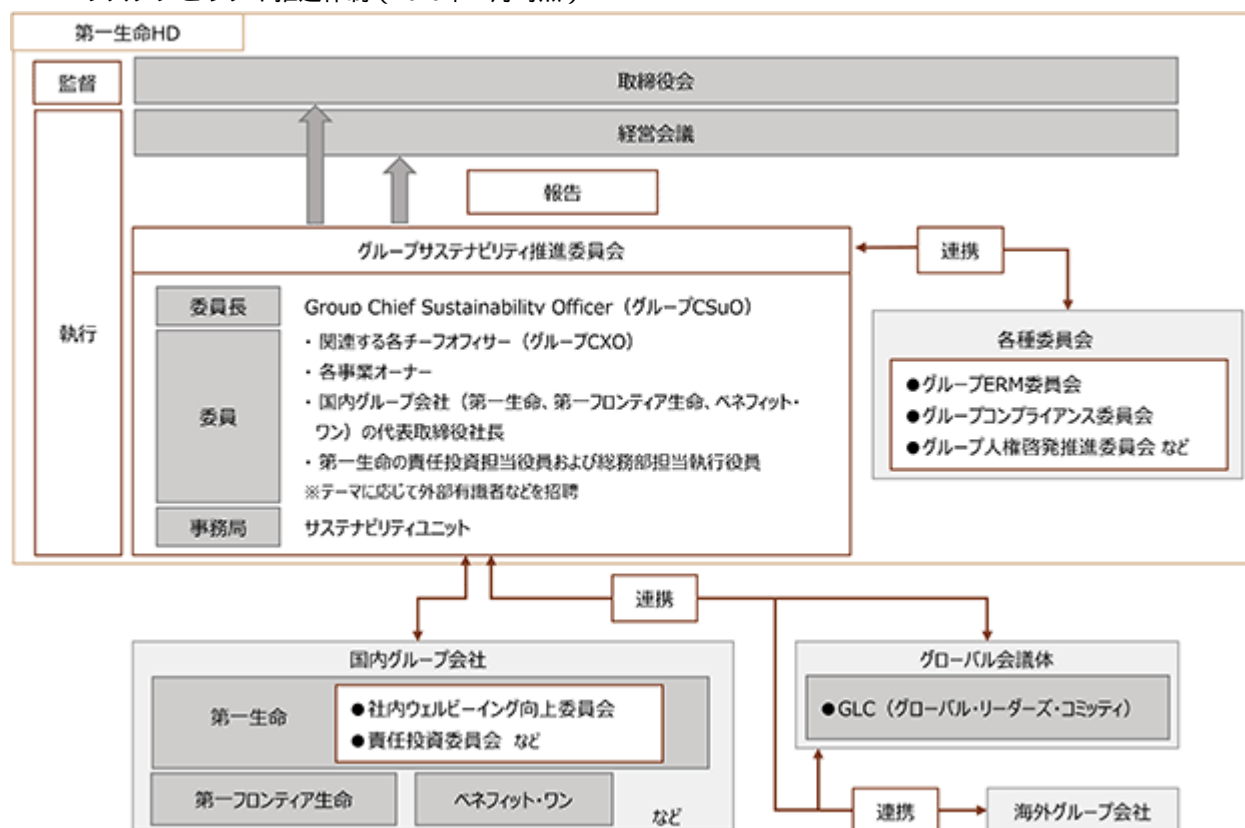 第一生命HD
監督
取締役会
経営会議
報告
執行
グループサステナビリティ推進委員会
連携
委員長
Group Chief Sustainability Officer（グループCSuO）
委員
・関連する各チーフオフィサー（グループCXO）
・各事業オーナー
・国内グループ会社（第一生命、第一フロンティア生命、ベネフィット・
ワン）の代表取締役社長
・第一生命の責任投資担当役員および総務部担当執行役員
※テーマに応じて外部有識者などを招聘
事務局
サステナビリティユニット
各種委員会
●グループERM委員会
●グループコンプライアンス委員会
●グループ人権啓発推進委員会 など
連携
国内グループ会社
第一生命
●社内ウェルビーイング向上委員会
●責任投資委員会 など
第一フロンティア生命
ベネフィット・ワン
など
グローバル会議体
●GLC（グローバル・リーダーズ・コミッティ）
連携
海外グループ会社